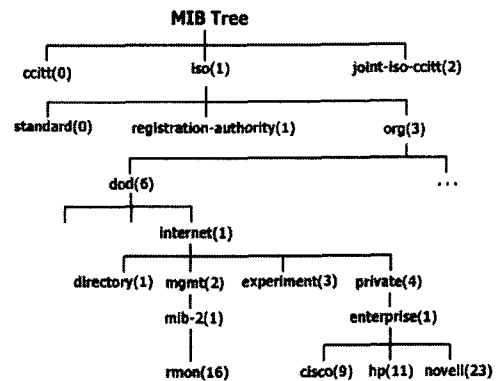 MIB Tree
ccitt(0) iso(1) joint-iso-ccitt(2)
standard(0) registration-authority(1) org(3)
dod(6) ...
internet(1)
directory(1) mgmt(2) experiment(3) private(4)
mib-2(1) enterprise(1)
rmon(16) cisco(9) hp(11) novell(23)